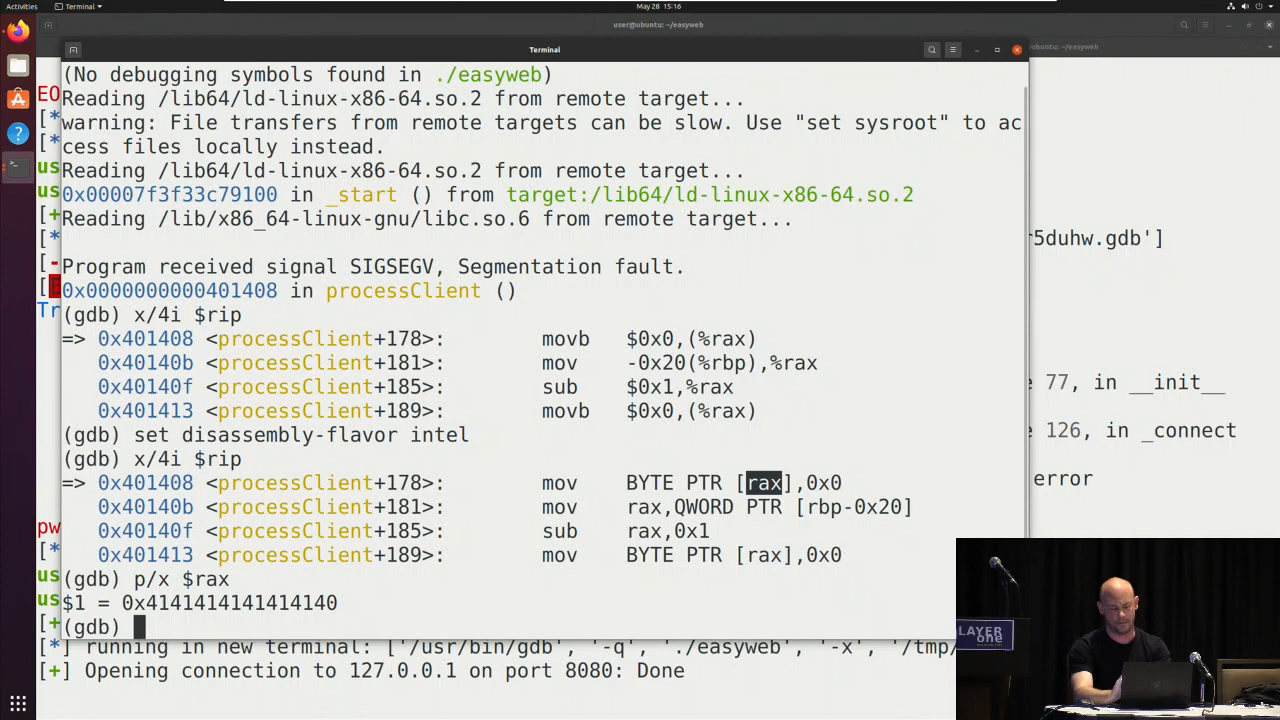 Activities
Terminal
May 28 15:16
user@ubuntu: ~/easyweb
ubuntu: ~/easyweb
Terminal
(No debugging symbols found in ./easyweb)
Reading /lib64/ld-linux-x86-64.so.2 from remote target...
warning: File transfers from remote targets can be slow. Use "set sysroot" to ac
cess files locally instead.
Reading /lib64/ld-linux-x86-64.so.2 from remote target...
0x00007f3f33c79100 in _start () from target:/lib64/ld-linux-x86-64.so.2
Reading /lib/x86_64-linux-gnu/libc.so.6 from remote target...
Program received signal SIGSEGV, Segmentation fault.
0x0000000000401408 in processClient ()
(gdb) x/4i $rip
=> 0x401408 <processClient+178>: movb $0x0,(%rax)
0x40140b <processClient+181>: mov -0x20(%rbp),%rax
0x40140f <processClient+185>: sub $0x1,%rax
0x401413 <processClient+189>: movb $0x0,(%rax)
(gdb) set disassembly-flavor intel
(gdb) x/4i $rip
=> 0x401408 <processClient+178>: mov BYTE PTR [rax],0x0
0x40140b <processClient+181>: mov rax,QWORD PTR [rbp-0x20]
0x40140f <processClient+185>: sub rax,0x1
0x401413 <processClient+189>: mov BYTE PTR [rax],0x0
(gdb) p/x $rax
$1 = 0x4141414141414140
(gdb)
EO
[*
[*
us
us
[+
[*
r5duhw.gdb']
[-
[
Tr
e 77, in __init__
e 126, in _connect
error
pw
[*
us
us
[+
[*] running in new terminal: ['/usr/bin/gdb', '-q', './easyweb', '-x', '/tmp/
[+] Opening connection to 127.0.0.1 on port 8080: Done
LAYER
one